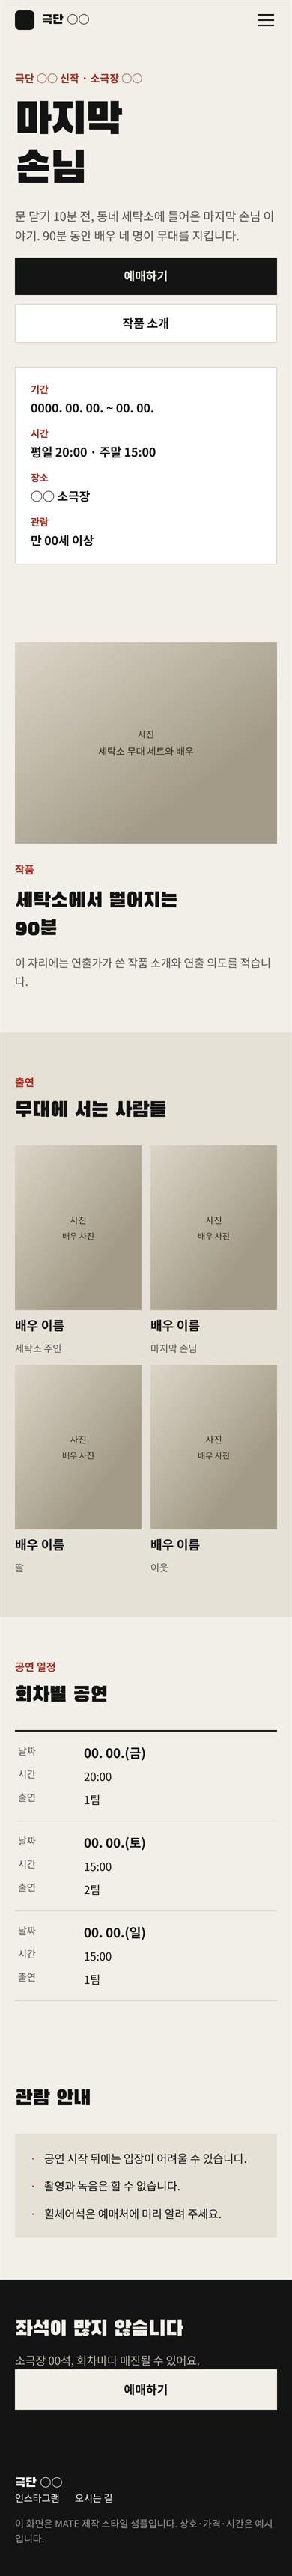 극단 〇〇
극단 〇〇 신작 · 소극장 〇〇
마지막
손님
문 닫기 10분 전, 동네 세탁소에 들어온 마지막 손님 이
야기. 90분 동안 배우 네 명이 무대를 지킵니다.
예매하기
작품 소개
기간
0000. 00. 00. ~ 00. 00.
시간
평일 20:00 · 주말 15:00
장소
〇〇 소극장
관람
만 00세 이상
사진
세탁소 무대 세트와 배우
작품
세탁소에서 벌어지는
90분
이 자리에는 연출가가 쓴 작품 소개와 연출 의도를 적습니
다.
출연
무대에 서는 사람들
사진
배우 사진
사진
배우 사진
배우 이름
세탁소 주인
배우 이름
마지막 손님
사진
배우 사진
사진
배우 사진
배우 이름
딸
배우 이름
이웃
공연 일정
회차별 공연
날짜 00. 00.(금)
시간 20:00
출연 1팀
날짜 00. 00.(토)
시간 15:00
출연 2팀
날짜 00. 00.(일)
시간 15:00
출연 1팀
관람 안내
· 공연 시작 뒤에는 입장이 어려울 수 있습니다.
· 촬영과 녹음은 할 수 없습니다.
· 휠체어석은 예매처에 미리 알려 주세요.
좌석이 많지 않습니다
소극장 00석, 회차마다 매진될 수 있어요.
예매하기
극단 〇〇
인스타그램 오시는 길
이 화면은 MATE 제작 스타일 샘플입니다. 상호·가격·시간은 예시
입니다.